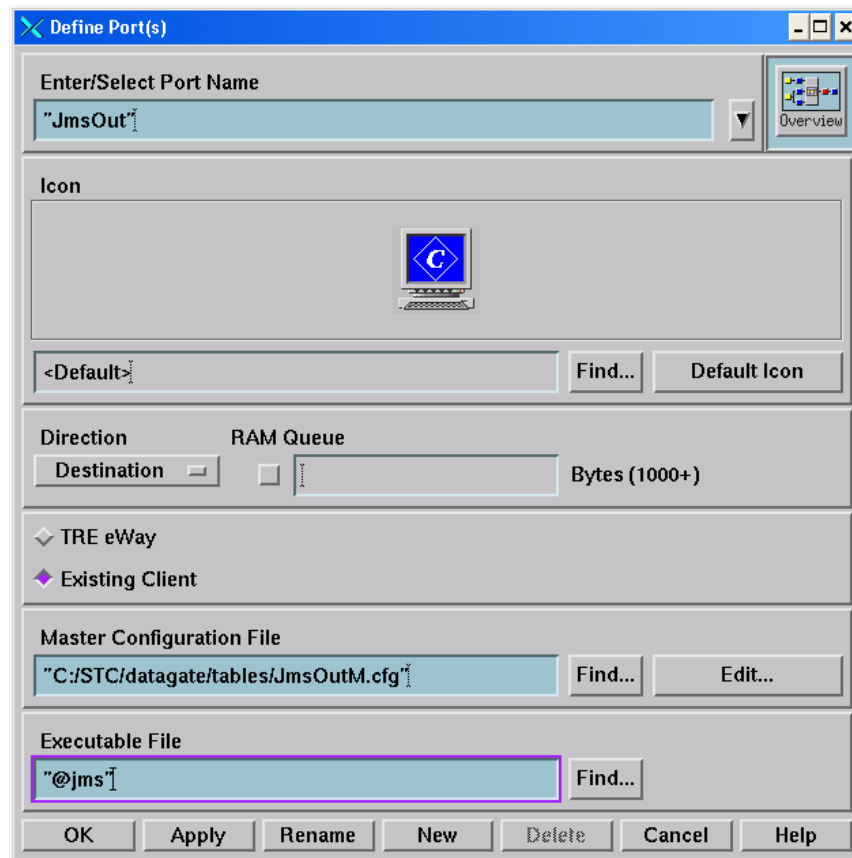 Define Port(s)
Enter/Select Port Name
"JmsOut"
Overview
Icon
C
<Default>
Find...
Default Icon
Direction
RAM Queue
Destination
Bytes (1000+)
TRE eWay
Existing Client
Master Configuration File
"C:/STC/datagate/tables/JmsOutM.cfg"
Find...
Edit...
Executable File
"@jms"
Find...
OK
Apply
Rename
New
Delete
Cancel
Help